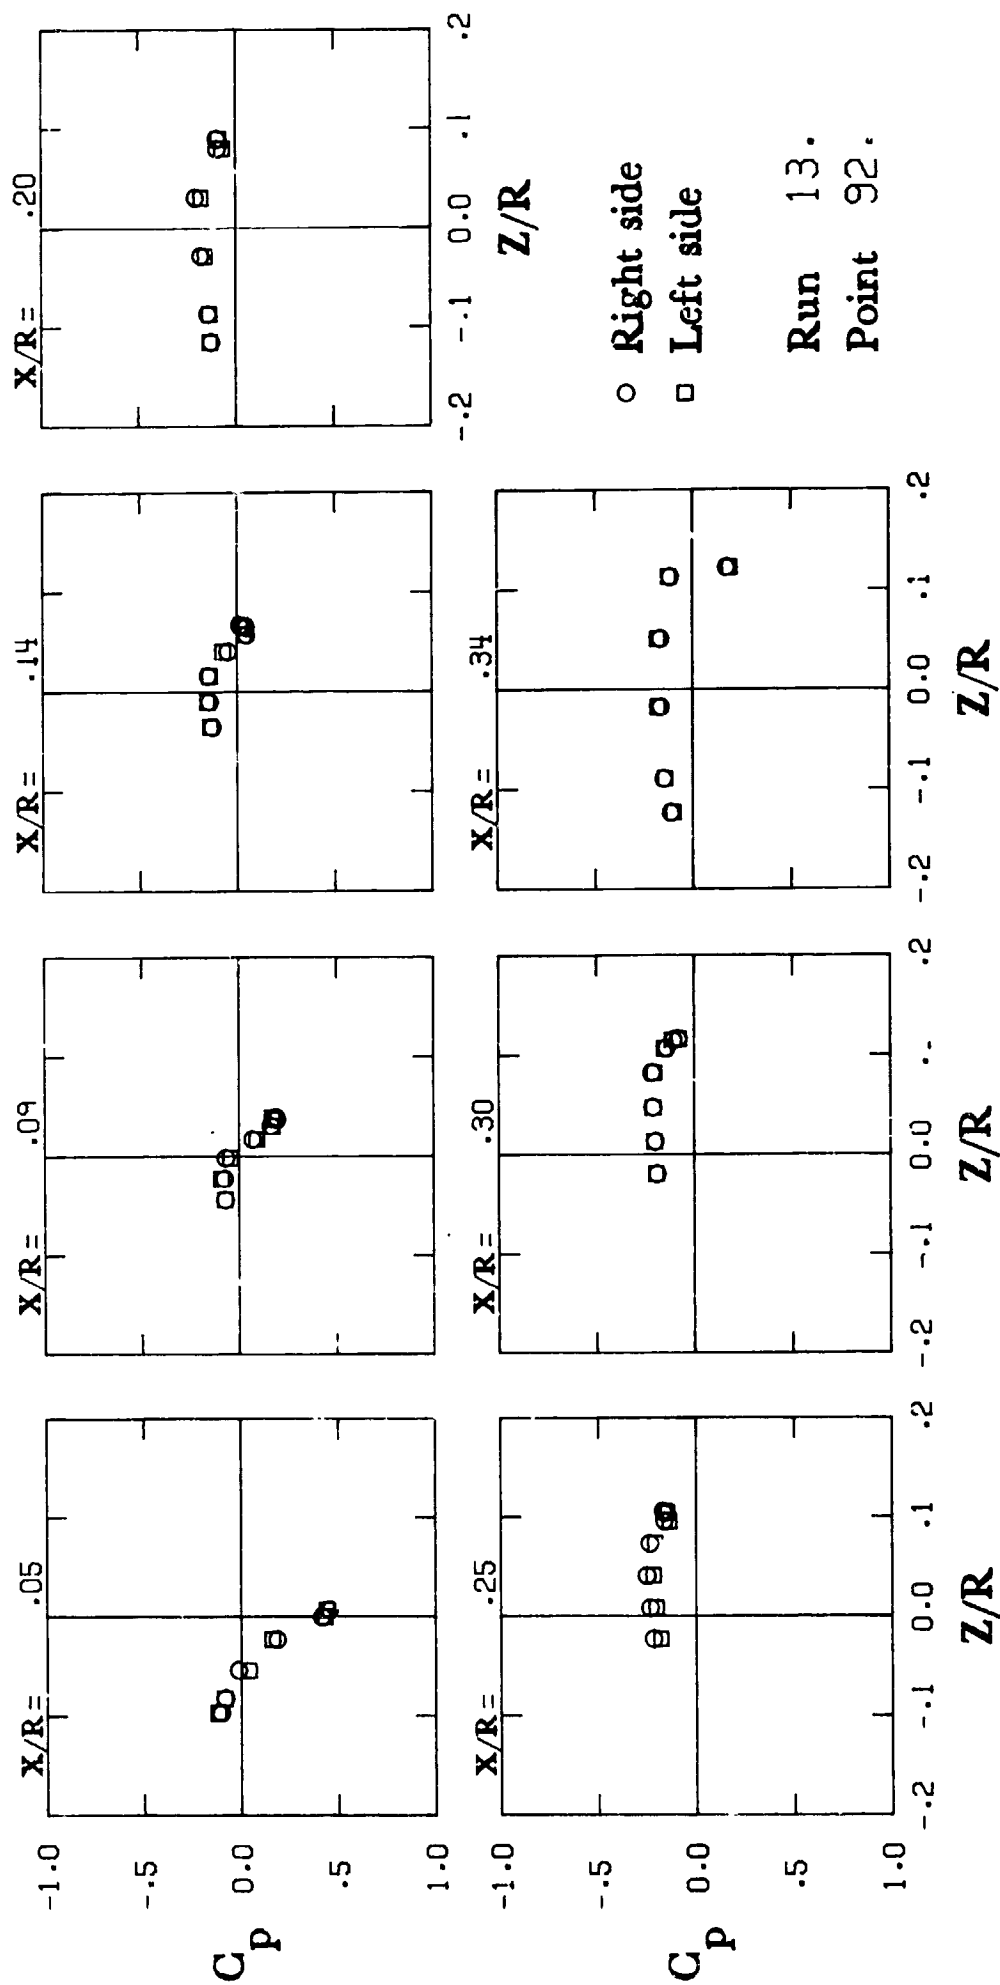 X/R= .05
X/R= .09
X/R= .14
X/R= .20
-1.0
-.5
0.0
.5
1.0
C p
-.2 -.1 0.0 .1 .2
Z/R
X/R= .25
X/R= .30
X/R= .34
-1.0
-.5
0.0
.5
1.0
C p
-.2 -.1 0.0 .1 .2
Z/R
-.2 -.1 0.0 .- .2
Z/R
-.2 -.1 0.0 .1 .2
Z/R
○ Right side
□ Left side
Run 13.
Point 92.